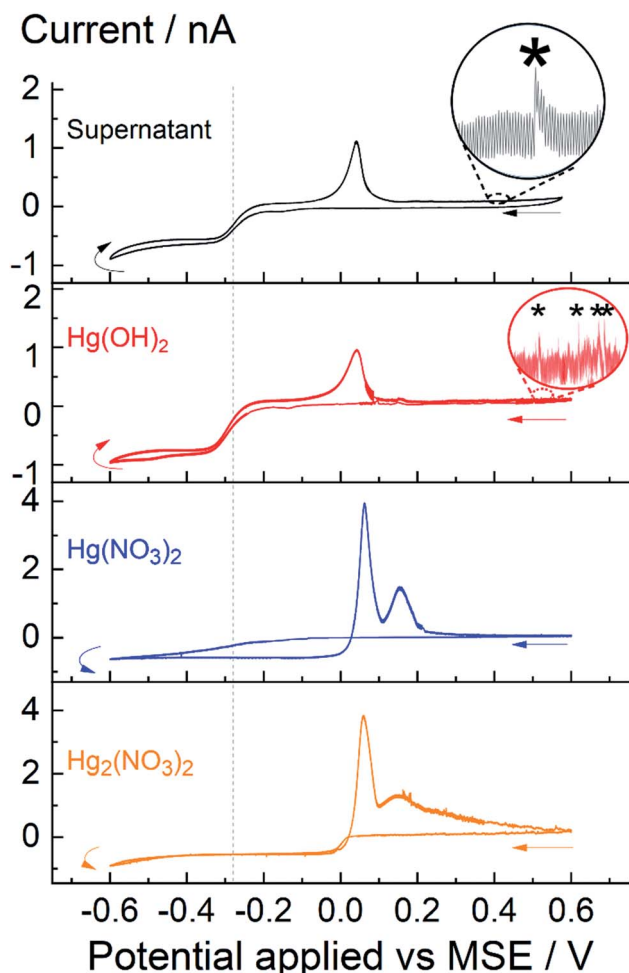 Current / nA
*
2
1
0
-1
Supernatant
* * **
2
1
0
-1
Hg(OH)2
4
2
0
Hg(NO3)2
4
2
0
Hg2(NO3)2
-0.6 -0.4 -0.2 0.0 0.2 0.4 0.6
Potential applied vs MSE / V